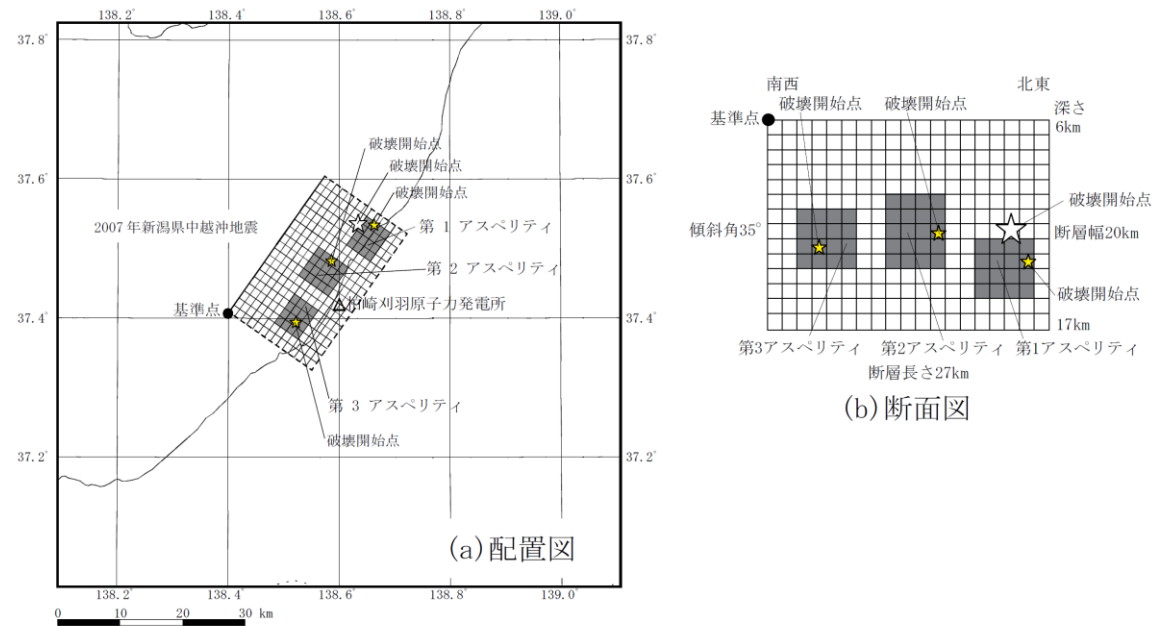 138.2° 138.4° 138.6° 138.8° 139.0°
37.8°
37.6°
37.4°
37.2°
破壊開始点
破壊開始点
破壊開始点
2007年新潟県中越沖地震
第 1 アスペリティ
第 2 アスペリティ
柏崎刈羽原子力発電所
基準点
第 3 アスペリティ
破壊開始点
(a)配置図
138.2° 138.4° 138.6° 138.8° 139.0°
0 10 20 30 km
南西 北東
破壊開始点 破壊開始点
深さ
基準点
6km
破壊開始点
傾斜角35°
断層幅20km
破壊開始点
17km
第3アスペリティ 第2アスペリティ 第1アスペリティ
断層長さ27km
(b)断面図